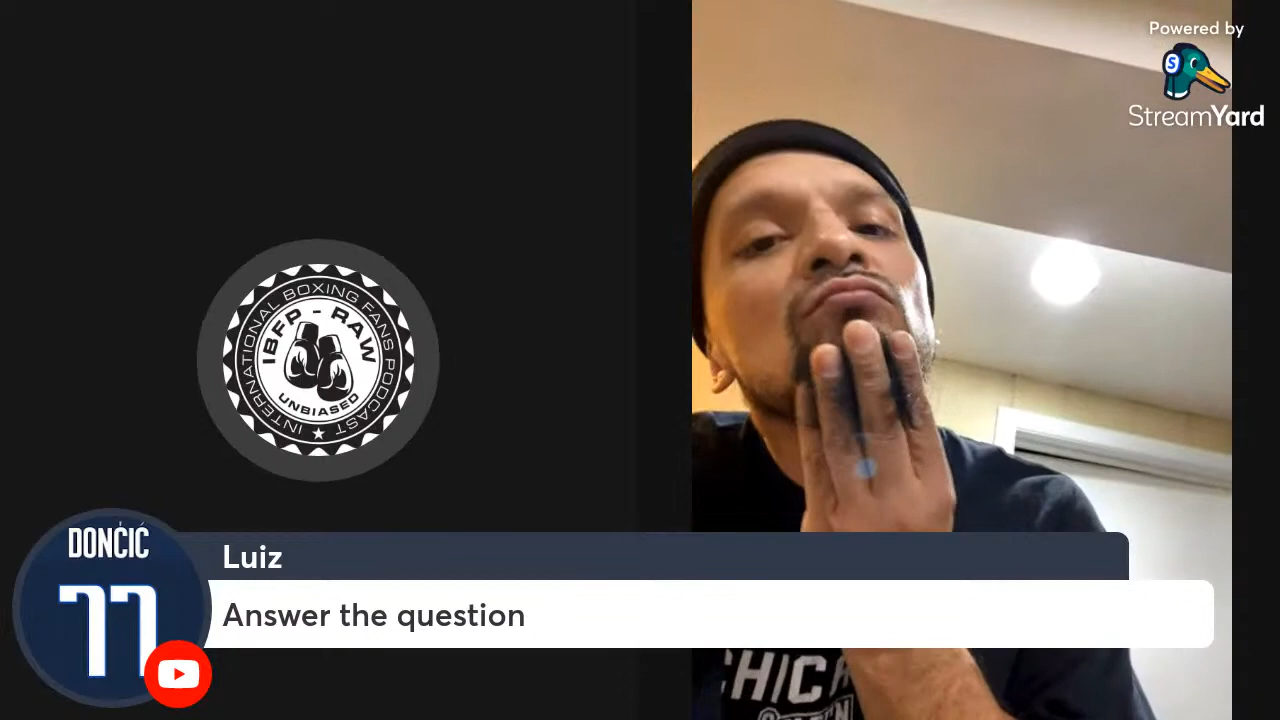 Powered by
StreamYard
INTERNATIONAL BOXING FANS PODCAST
IBFP - RAW
UNBIASED
DONČIĆ
77
Luiz
Answer the question